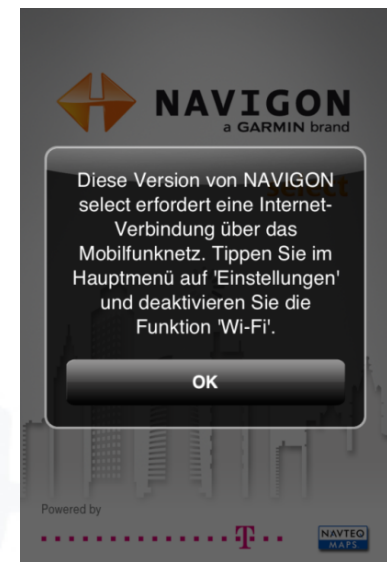 NAVIGON
a GARMIN brand
select
Diese Version von NAVIGON
select erfordert eine Internet-
Verbindung über das
Mobilfunknetz. Tippen Sie im
Hauptmenü auf 'Einstellungen'
und deaktivieren Sie die
Funktion 'Wi-Fi'.
OK
Powered by
T
NAVTEQ
MAPS